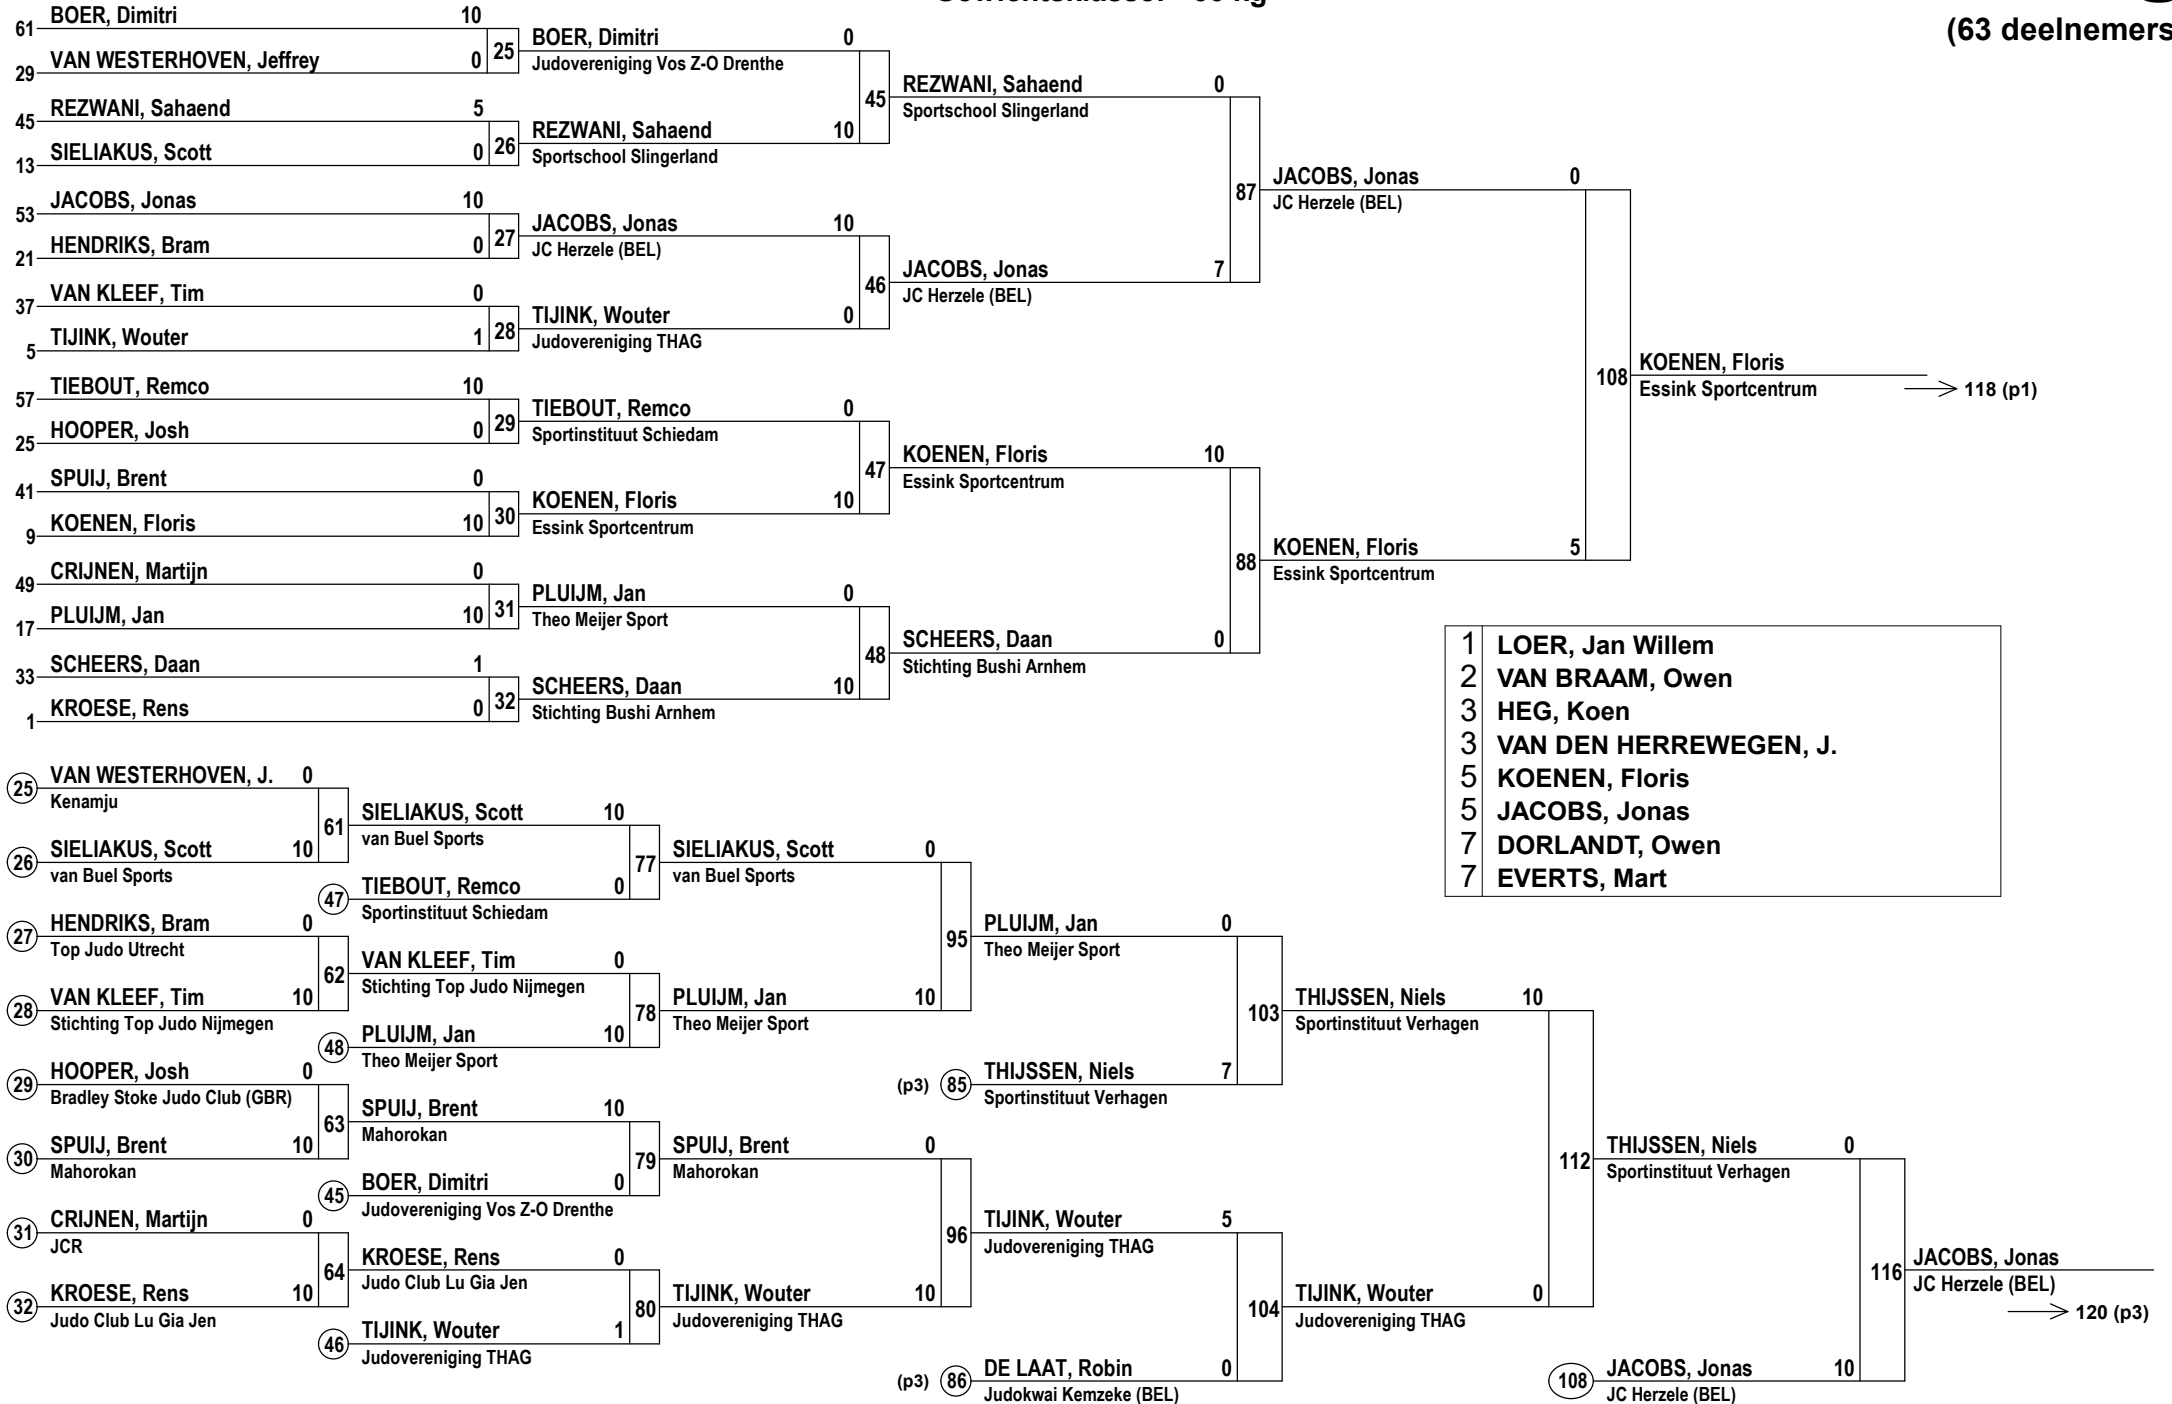 (63 deelnemers
61 BOER, Dimitri 10
29 VAN WESTERHOVEN, Jeffrey 0
25
45 REZWANI, Sahaend 5
13 SIELIAKUS, Scott 0
26
53 JACOBS, Jonas 10
21 HENDRIKS, Bram 0
27
37 VAN KLEEF, Tim 0
5 TIJINK, Wouter 1
28
57 TIEBOUT, Remco 10
25 HOOPER, Josh 0
29
41 SPUIJ, Brent 0
9 KOENEN, Floris 10
30
49 CRIJNEN, Martijn 0
17 PLUIJM, Jan 10
31
33 SCHEERS, Daan 1
1 KROESE, Rens 0
32
BOER, Dimitri 0
Judovereniging Vos Z-O Drenthe
REZWANI, Sahaend 10
Sportschool Slingerland
45
JACOBS, Jonas 10
JC Herzele (BEL)
TIJINK, Wouter 0
Judovereniging THAG
46
TIEBOUT, Remco 0
Sportinstituut Schiedam
KOENEN, Floris 10
Essink Sportcentrum
47
PLUIJM, Jan 0
Theo Meijer Sport
SCHEERS, Daan 10
Stichting Bushi Arnhem
48
REZWANI, Sahaend 0
Sportschool Slingerland
JACOBS, Jonas 7
JC Herzele (BEL)
87
KOENEN, Floris 10
Essink Sportcentrum
SCHEERS, Daan 0
Stichting Bushi Arnhem
88
JACOBS, Jonas 0
JC Herzele (BEL)
KOENEN, Floris 5
Essink Sportcentrum
108
KOENEN, Floris
Essink Sportcentrum
118 (p1)
1 LOER, Jan Willem
2 VAN BRAAM, Owen
3 HEG, Koen
3 VAN DEN HERREWEGEN, J.
5 KOENEN, Floris
5 JACOBS, Jonas
7 DORLANDT, Owen
7 EVERTS, Mart
25 VAN WESTERHOVEN, J. 0
Kenamju
26 SIELIAKUS, Scott 10
van Buel Sports
61
27 HENDRIKS, Bram 0
Top Judo Utrecht
28 VAN KLEEF, Tim 10
Stichting Top Judo Nijmegen
62
29 HOOPER, Josh 0
Bradley Stoke Judo Club (GBR)
30 SPUIJ, Brent 10
Mahorokan
63
31 CRIJNEN, Martijn 0
JCR
32 KROESE, Rens 10
Judo Club Lu Gia Jen
64
SIELIAKUS, Scott 10
van Buel Sports
47 TIEBOUT, Remco 0
Sportinstituut Schiedam
77
VAN KLEEF, Tim 0
Stichting Top Judo Nijmegen
48 PLUIJM, Jan 10
Theo Meijer Sport
78
SPUIJ, Brent 10
Mahorokan
45 BOER, Dimitri 0
Judovereniging Vos Z-O Drenthe
79
KROESE, Rens 0
Judo Club Lu Gia Jen
46 TIJINK, Wouter 1
Judovereniging THAG
80
SIELIAKUS, Scott 0
van Buel Sports
PLUIJM, Jan 10
Theo Meijer Sport
95
SPUIJ, Brent 0
Mahorokan
TIJINK, Wouter 10
Judovereniging THAG
96
PLUIJM, Jan 0
Theo Meijer Sport
(p3) 85 THIJSSEN, Niels 7
Sportinstituut Verhagen
103
TIJINK, Wouter 5
Judovereniging THAG
(p3) 86 DE LAAT, Robin 0
Judokwai Kemzeke (BEL)
104
THIJSSEN, Niels 10
Sportinstituut Verhagen
TIJINK, Wouter 0
Judovereniging THAG
112
THIJSSEN, Niels 0
Sportinstituut Verhagen
108 JACOBS, Jonas 10
JC Herzele (BEL)
116
JACOBS, Jonas
JC Herzele (BEL)
120 (p3)